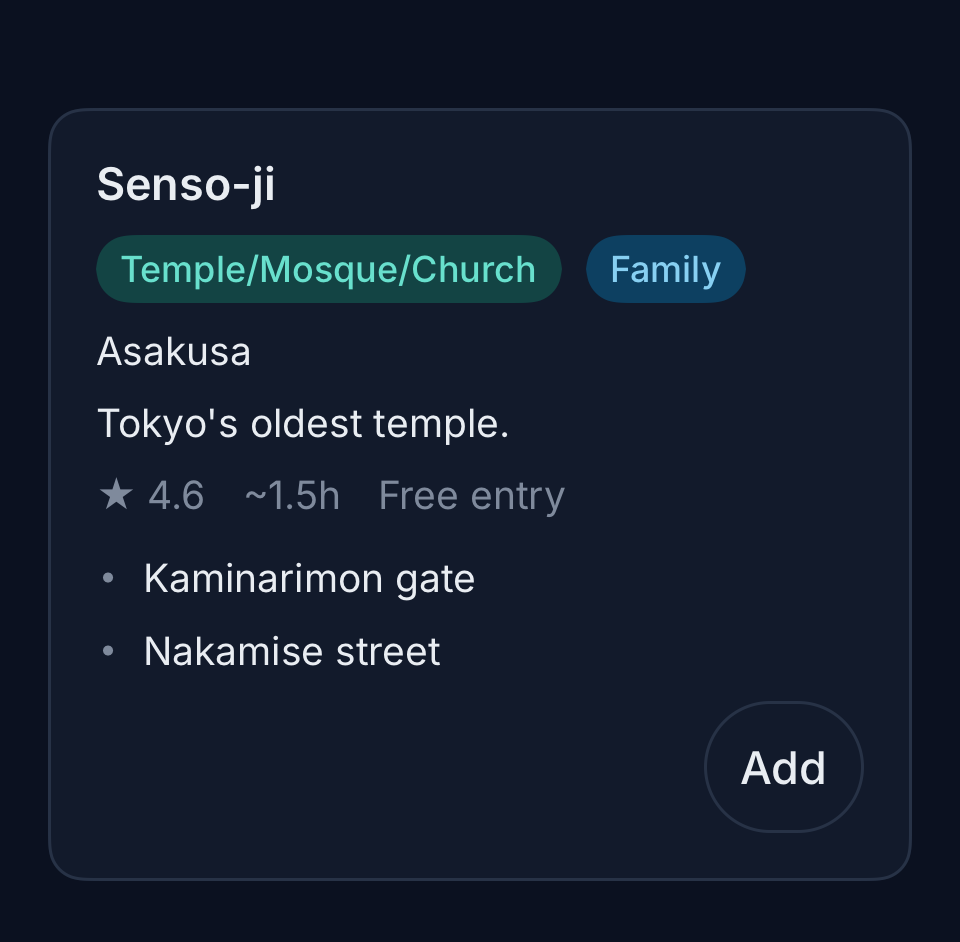 Senso-ji
Temple/Mosque/Church Family
Asakusa
Tokyo's oldest temple.
★ 4.6 ~1.5h Free entry
• Kaminarimon gate
• Nakamise street
Add